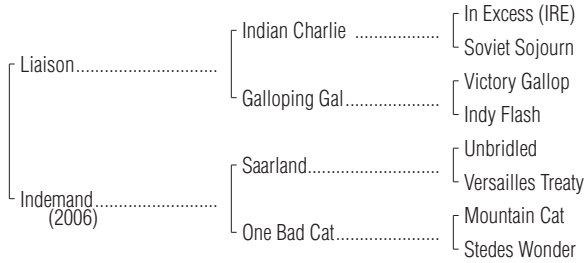 In Excess (IRE)
Indian Charlie ..................
Soviet Sojourn
Liaison..............................
Victory Gallop
Galloping Gal....................
Indy Flash
Unbridled
Saarland............................
Versailles Treaty
Indemand..........................
(2006)
Mountain Cat
One Bad Cat......................
Stedes Wonder